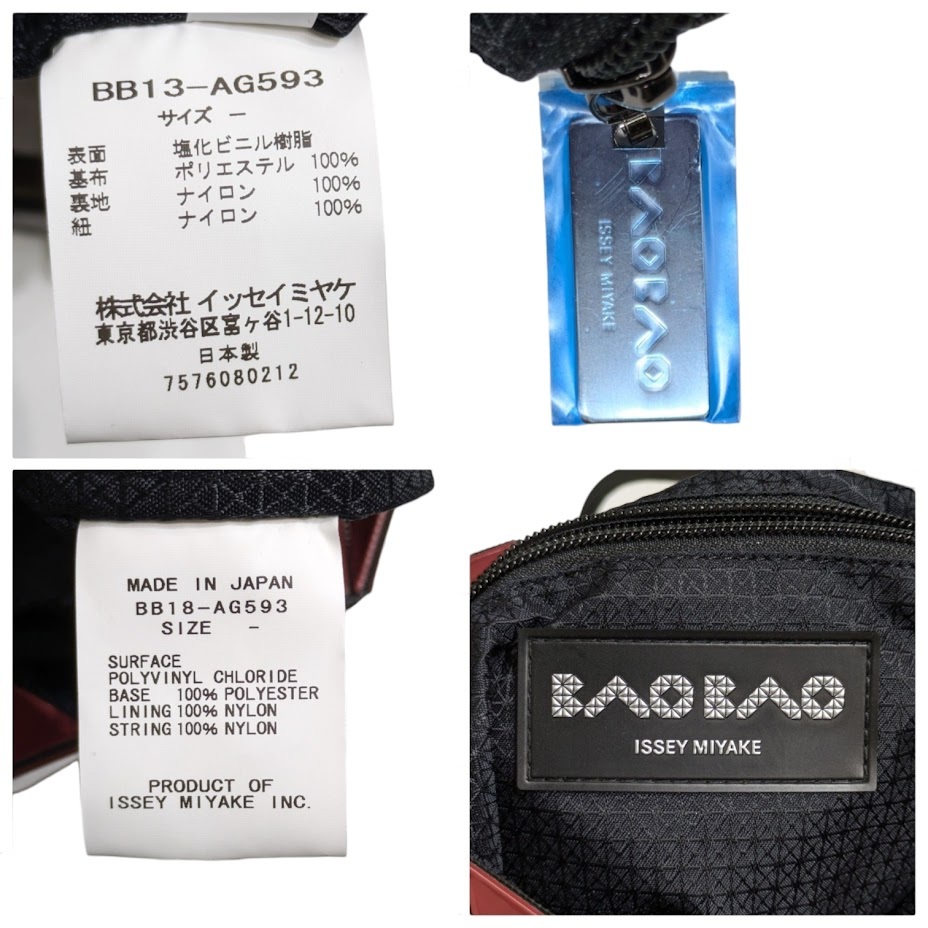 BB13-AG593
サイズ -
表面 塩化ビニル樹脂
基布 ポリエステル 100%
裏地 ナイロン 100%
紐 ナイロン 100%
株式会社 イッセイミヤケ
東京都渋谷区富ヶ谷1-12-10
日本製
7576080212
BAOBAO
ISSEY MIYAKE
MADE IN JAPAN
BB18-AG593
SIZE -
SURFACE
POLYVINYL CHLORIDE
BASE 100% POLYESTER
LINING 100% NYLON
STRING 100% NYLON
PRODUCT OF
ISSEY MIYAKE INC.
BAO BAO
ISSEY MIYAKE